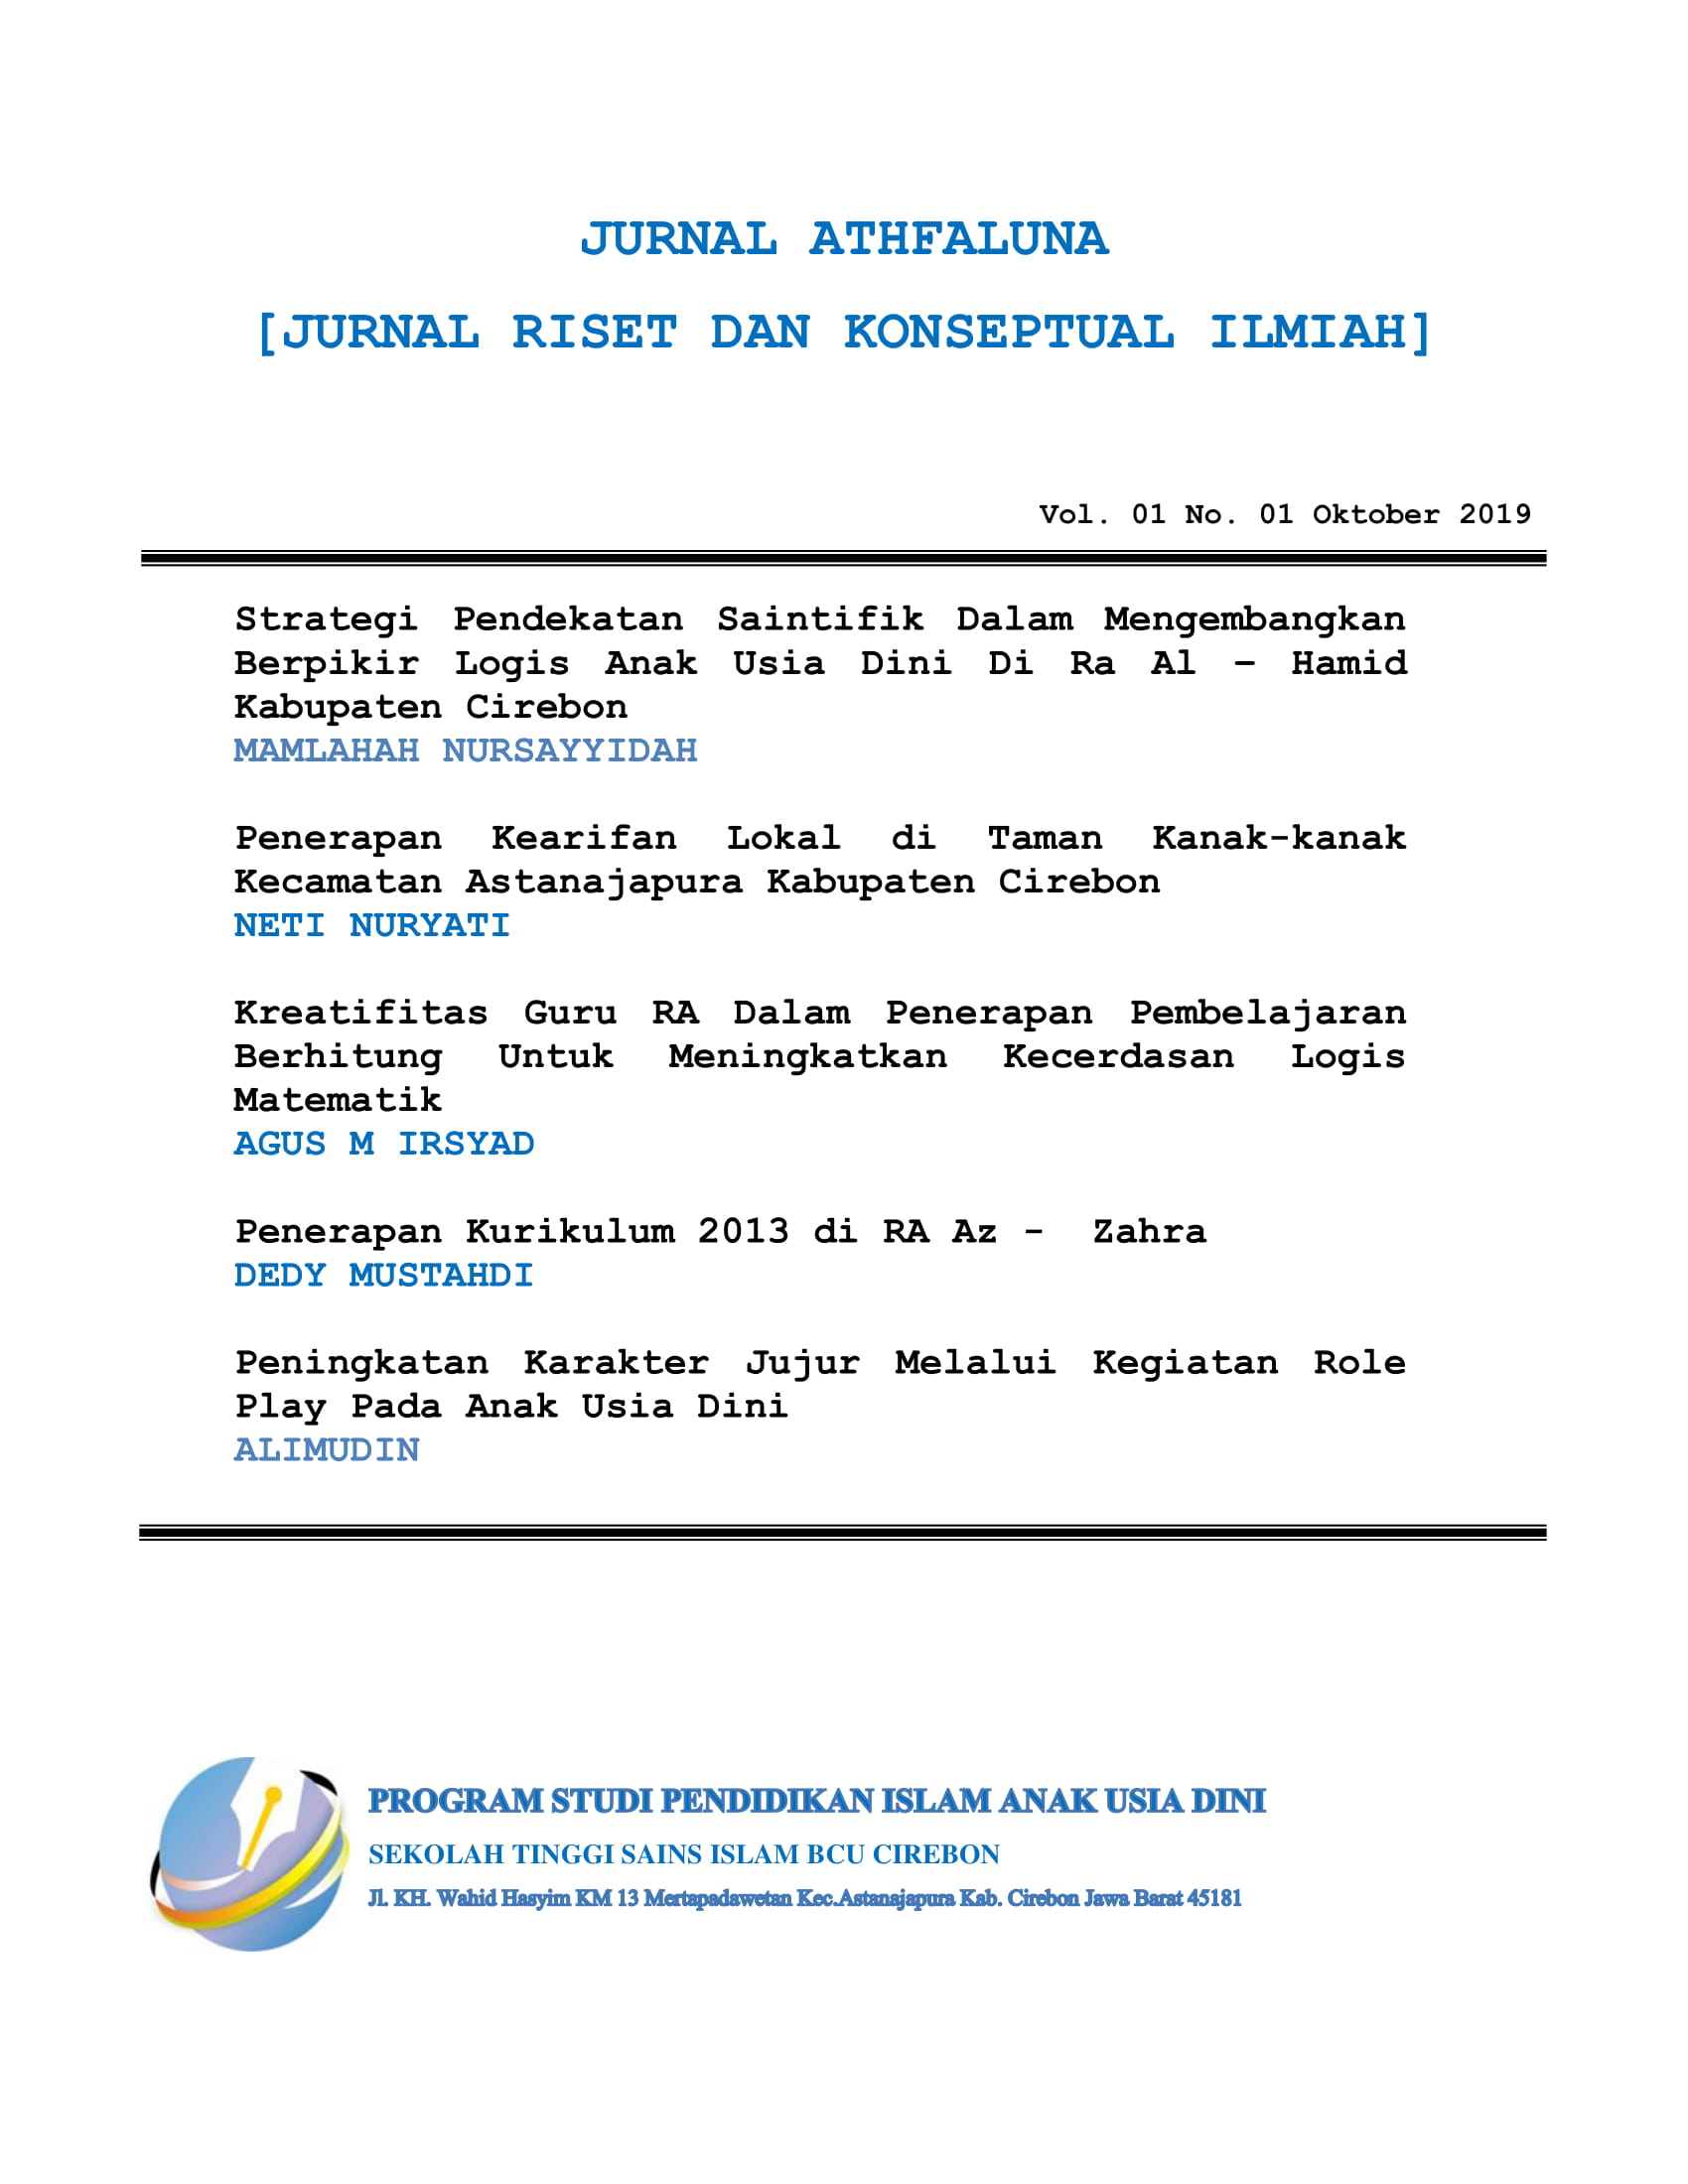 JURNAL ATHFALUNA
[JURNAL RISET DAN KONSEPTUAL ILMIAH]
Vol. 01 No. 01 Oktober 2019
Strategi Pendekatan Saintifik Dalam Mengembangkan
Berpikir Logis Anak Usia Dini Di Ra Al – Hamid
Kabupaten Cirebon
MAMLAHAH NURSAYYIDAH
Penerapan Kearifan Lokal di Taman Kanak-kanak
Kecamatan Astanajapura Kabupaten Cirebon
NETI NURYATI
Kreatifitas Guru RA Dalam Penerapan Pembelajaran
Berhitung Untuk Meningkatkan Kecerdasan Logis
Matematik
AGUS M IRSYAD
Penerapan Kurikulum 2013 di RA Az - Zahra
DEDY MUSTAHDI
Peningkatan Karakter Jujur Melalui Kegiatan Role
Play Pada Anak Usia Dini
ALIMUDIN
PROGRAM STUDI PENDIDIKAN ISLAM ANAK USIA DINI
SEKOLAH TINGGI SAINS ISLAM BCU CIREBON
Jl. KH. Wahid Hasyim KM 13 Mertapadawetan Kec.Astanajapura Kab. Cirebon Jawa Barat 45181